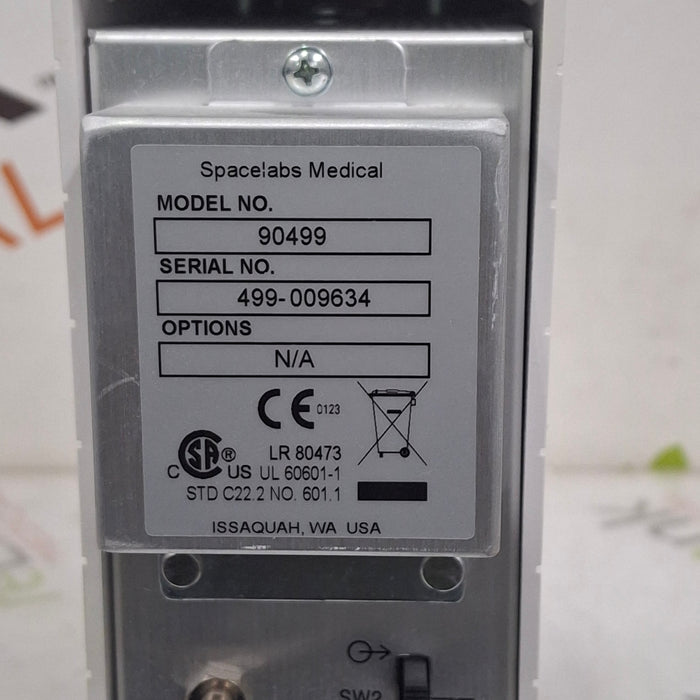 Spacelabs Medical
MODEL NO.
90499
SERIAL NO.
499-009634
OPTIONS
N/A
CE 0123
C SA ® US LR 80473
UL 60601-1
STD C22.2 NO. 601.1
ISSAQUAH, WA USA
SW2